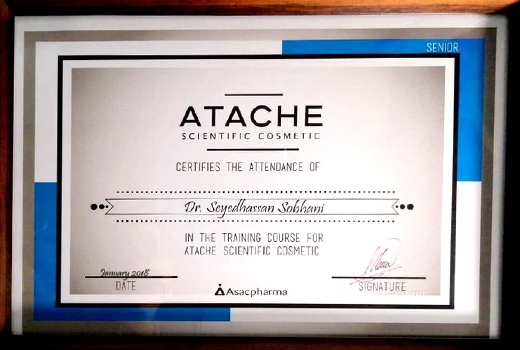 SENIOR
ATACHE
SCIENTIFIC COSMETIC
CERTIFIES THE ATTENDANCE OF
Dr. Seyedhassan Sobhani
IN THE TRAINING COURSE FOR
ATACHE SCIENTIFIC COSMETIC
January 2018
DATE
Asacpharma
SIGNATURE